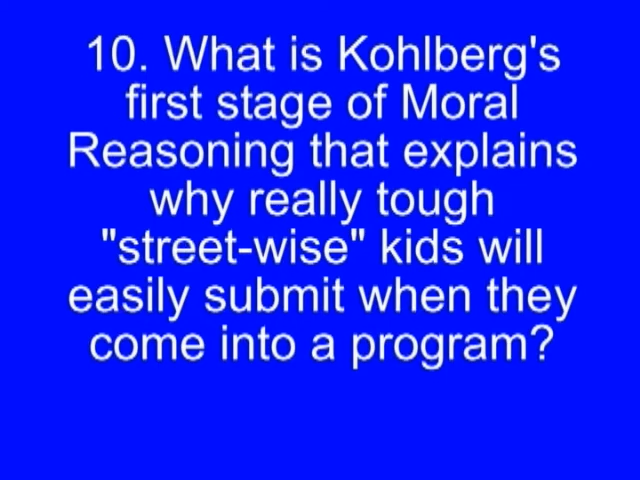 10. What is Kohlberg's
first stage of Moral
Reasoning that explains
why really tough
"street-wise" kids will
easily submit when they
come into a program?